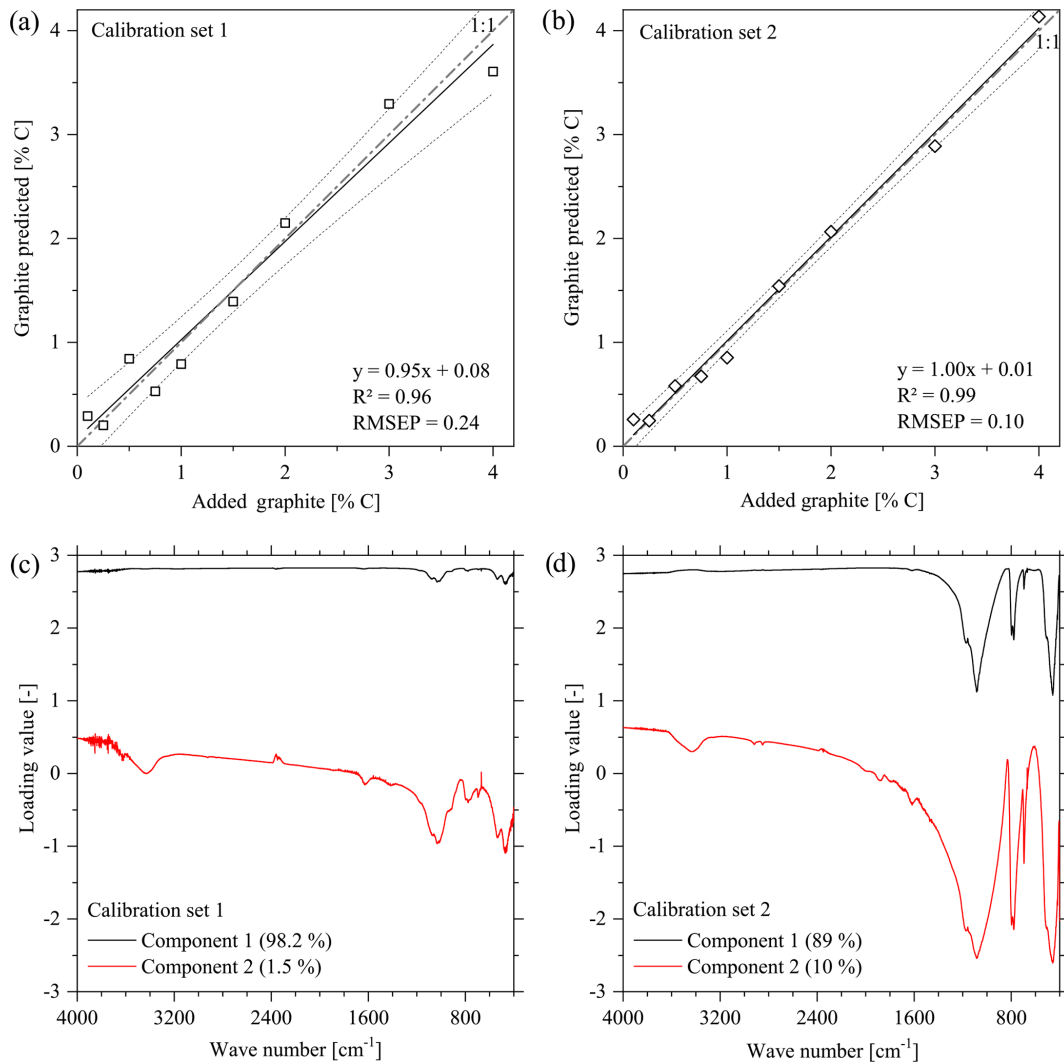 (a)
Calibration set 1
1:1
Graphite predicted [% C]
4
3
2
1
0
y = 0.95x + 0.08
R² = 0.96
RMSEP = 0.24
0 1 2 3 4
Added graphite [% C]
(b)
Calibration set 2
1:1
Graphite predicted [% C]
4
3
2
1
0
y = 1.00x + 0.01
R² = 0.99
RMSEP = 0.10
0 1 2 3 4
Added graphite [% C]
(c)
Loading value [-]
3
2
1
0
-1
-2
-3
Calibration set 1
Component 1 (98.2 %)
Component 2 (1.5 %)
4000 3200 2400 1600 800
Wave number [cm⁻¹]
(d)
Loading value [-]
3
2
1
0
-1
-2
-3
Calibration set 2
Component 1 (89 %)
Component 2 (10 %)
4000 3200 2400 1600 800
Wave number [cm⁻¹]